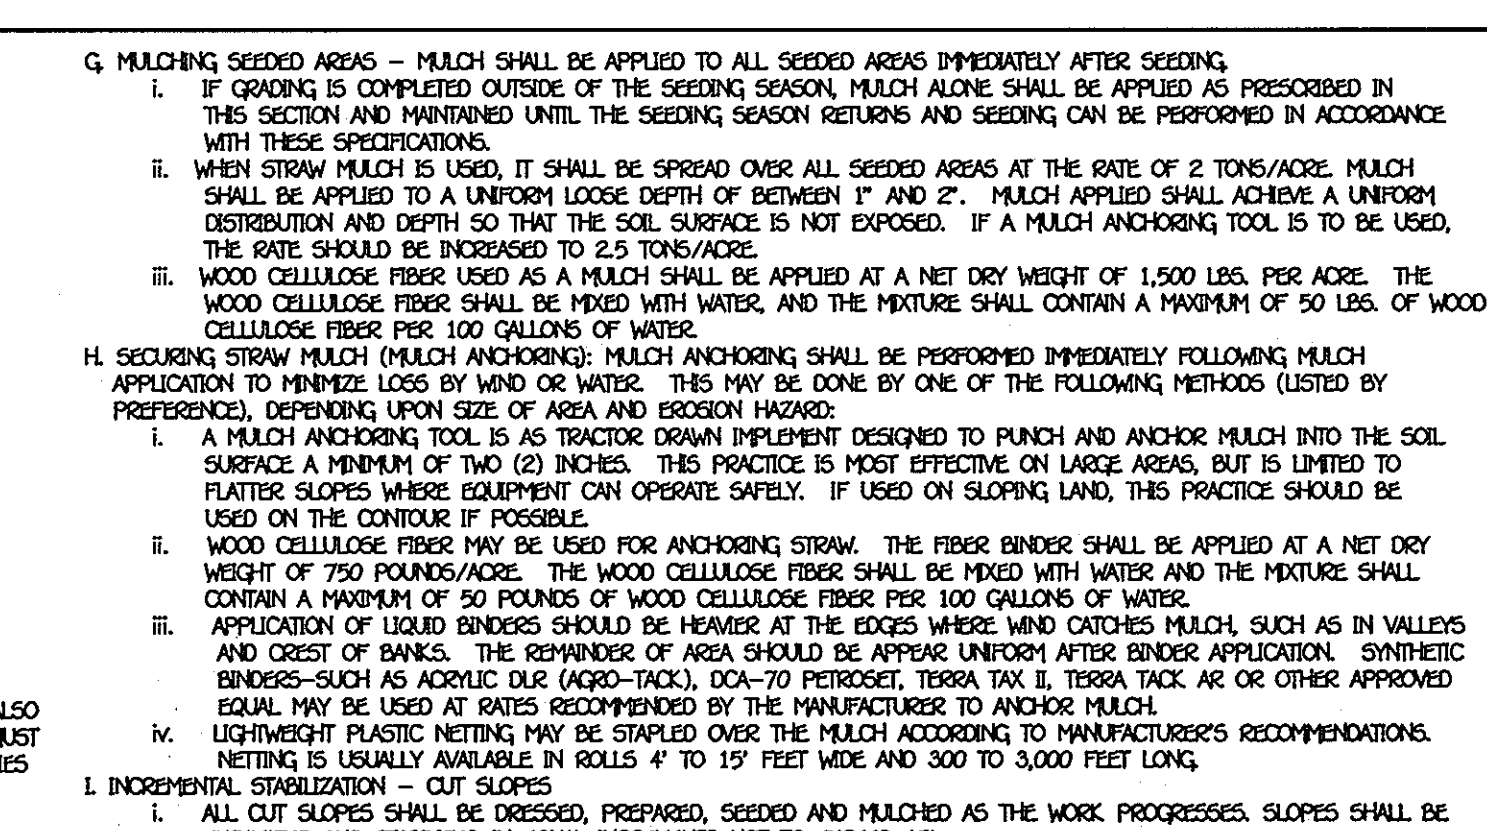 G. MULCHING SEEDED AREAS – MULCH SHALL BE APPLIED TO ALL SEEDED AREAS IMMEDIATELY AFTER SEEDING.
i. IF GRADING IS COMPLETED OUTSIDE OF THE SEEDING SEASON, MULCH ALONE SHALL BE APPLIED AS PRESCRIBED IN
THIS SECTION AND MAINTAINED UNTIL THE SEEDING SEASON RETURNS AND SEEDING CAN BE PERFORMED IN ACCORDANCE
WITH THESE SPECIFICATIONS.
ii. WHEN STRAW MULCH IS USED, IT SHALL BE SPREAD OVER ALL SEEDED AREAS AT THE RATE OF 2 TONS/ACRE. MULCH
SHALL BE APPLIED TO A UNIFORM LOOSE DEPTH OF BETWEEN 1" AND 2". MULCH APPLIED SHALL ACHIEVE A UNIFORM
DISTRIBUTION AND DEPTH SO THAT THE SOIL SURFACE IS NOT EXPOSED. IF A MULCH ANCHORING TOOL IS TO BE USED,
THE RATE SHOULD BE INCREASED TO 2.5 TONS/ACRE.
iii. WOOD CELLULOSE FIBER USED AS A MULCH SHALL BE APPLIED AT A NET DRY WEIGHT OF 1,500 LBS. PER ACRE. THE
WOOD CELLULOSE FIBER SHALL BE MIXED WITH WATER, AND THE MIXTURE SHALL CONTAIN A MAXIMUM OF 50 LBS. OF WOOD
CELLULOSE FIBER PER 100 GALLONS OF WATER.
H. SECURING STRAW MULCH (MULCH ANCHORING): MULCH ANCHORING SHALL BE PERFORMED IMMEDIATELY FOLLOWING MULCH
APPLICATION TO MINIMIZE LOSS BY WIND OR WATER. THIS MAY BE DONE BY ONE OF THE FOLLOWING METHODS (LISTED BY
PREFERENCE), DEPENDING UPON SIZE OF AREA AND EROSION HAZARD:
i. A MULCH ANCHORING TOOL IS AS TRACTOR DRAWN IMPLEMENT DESIGNED TO PUNCH AND ANCHOR MULCH INTO THE SOIL
SURFACE A MINIMUM OF TWO (2) INCHES. THIS PRACTICE IS MOST EFFECTIVE ON LARGE AREAS, BUT IS LIMITED TO
FLATTER SLOPES WHERE EQUIPMENT CAN OPERATE SAFELY. IF USED ON SLOPING LAND, THIS PRACTICE SHOULD BE
USED ON THE CONTOUR IF POSSIBLE.
ii. WOOD CELLULOSE FIBER MAY BE USED FOR ANCHORING STRAW. THE FIBER BINDER SHALL BE APPLIED AT A NET DRY
WEIGHT OF 750 POUNDS/ACRE. THE WOOD CELLULOSE FIBER SHALL BE MIXED WITH WATER AND THE MIXTURE SHALL
CONTAIN A MAXIMUM OF 50 POUNDS OF WOOD CELLULOSE FIBER PER 100 GALLONS OF WATER.
iii. APPLICATION OF LIQUID BINDERS SHOULD BE HEAVIER AT THE EDGES WHERE WIND CATCHES MULCH, SUCH AS IN VALLEYS
AND CREST OF BANKS. THE REMAINDER OF AREA SHOULD BE APPEAR UNIFORM AFTER BINDER APPLICATION. SYNTHETIC
BINDERS–SUCH AS ACRYLIC DLR (AGRO–TACK), DCA–70 PETROSET, TERRA TAX II, TERRA TACK AR OR OTHER APPROVED
EQUAL MAY BE USED AT RATES RECOMMENDED BY THE MANUFACTURER TO ANCHOR MULCH.
iv. LIGHTWEIGHT PLASTIC NETTING MAY BE STAPLED OVER THE MULCH ACCORDING TO MANUFACTURER'S RECOMMENDATIONS.
NETTING IS USUALLY AVAILABLE IN ROLLS 4' TO 15' FEET WIDE AND 300 TO 3,000 FEET LONG.
I. INCREMENTAL STABILIZATION – CUT SLOPES
i. ALL CUT SLOPES SHALL BE DRESSED, PREPARED, SEEDED AND MULCHED AS THE WORK PROGRESSES. SLOPES SHALL BE